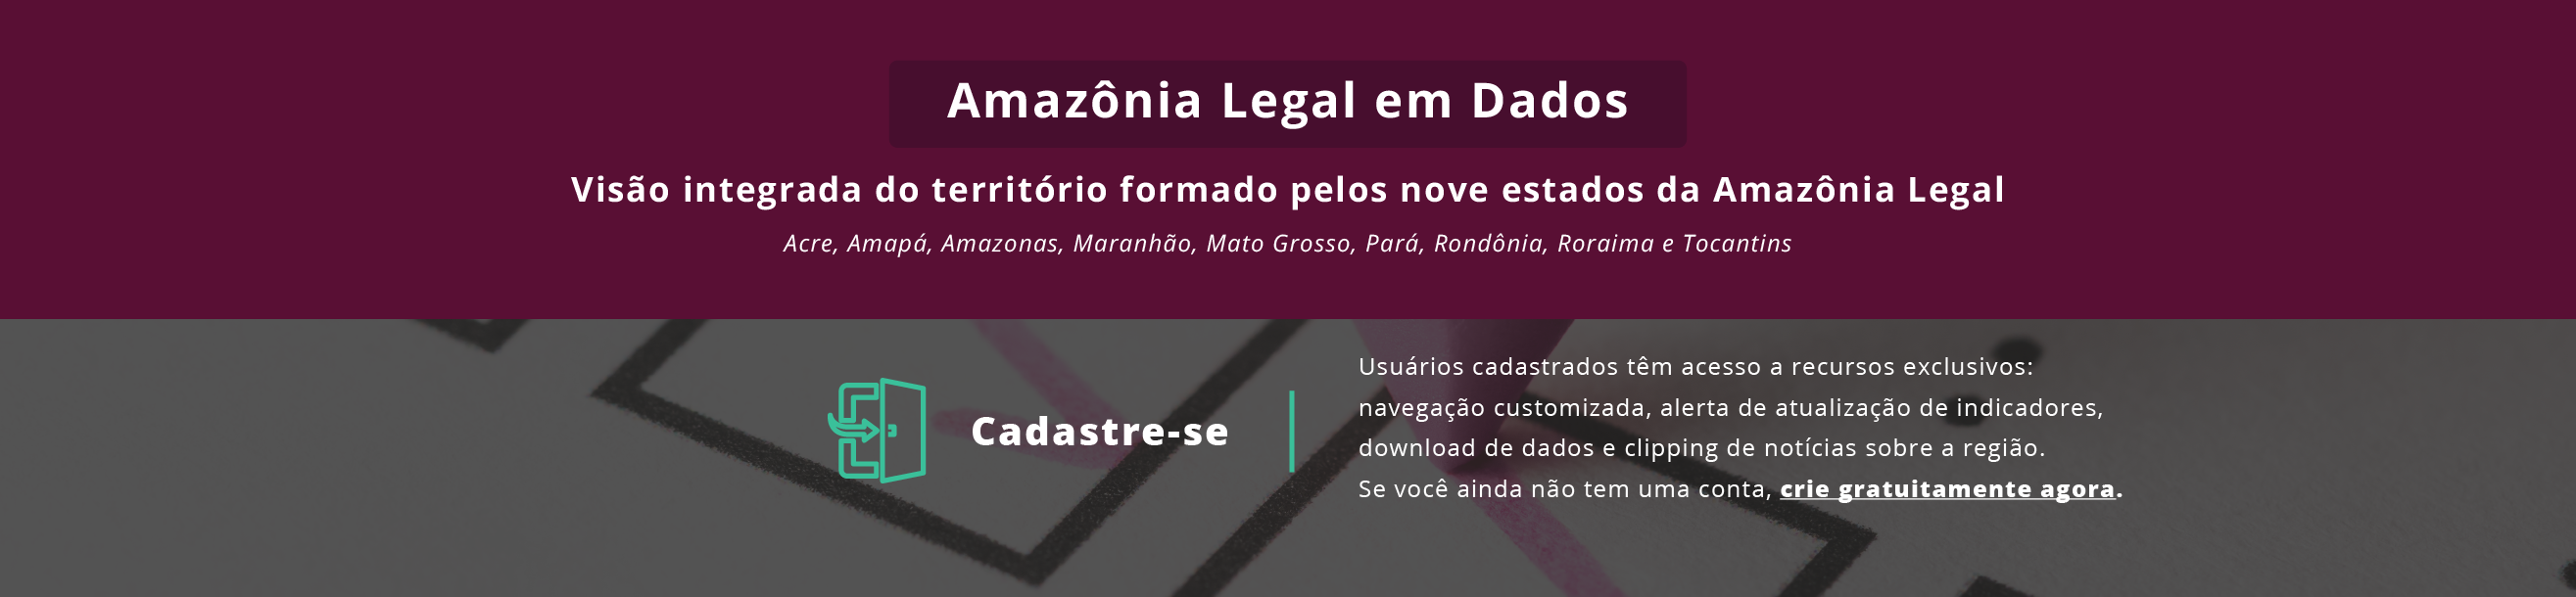 Amazônia Legal em Dados
Visão integrada do território formado pelos nove estados da Amazônia Legal
Acre, Amapá, Amazonas, Maranhão, Mato Grosso, Pará, Rondônia, Roraima e Tocantins
Cadastre-se
Usuários cadastrados têm acesso a recursos exclusivos:
navegação customizada, alerta de atualização de indicadores,
download de dados e clipping de notícias sobre a região.
Se você ainda não tem uma conta, crie gratuitamente agora.